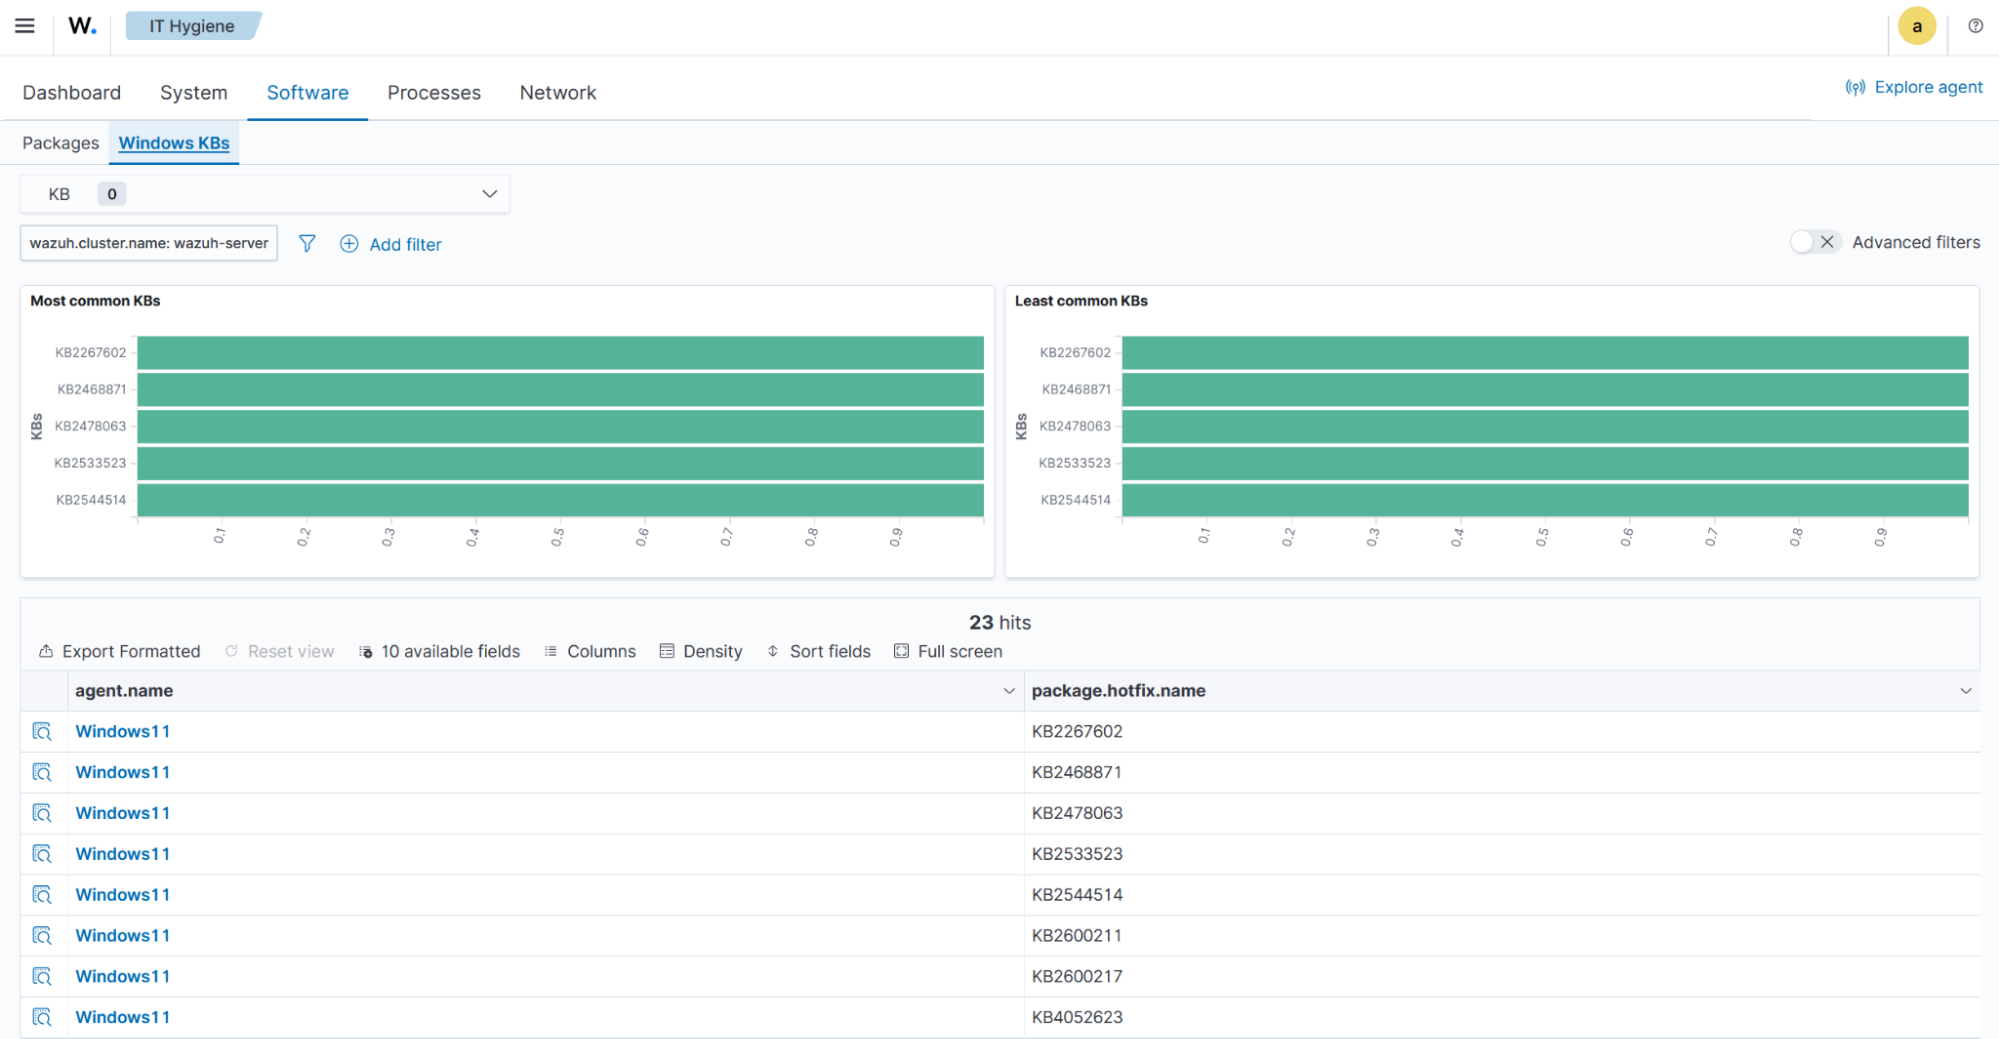 W. IT Hygiene a
Dashboard System Software Processes Network Explore agent
Packages Windows KBs
KB 0
wazuh.cluster.name: wazuh-server Add filter Advanced filters
Most common KBs
KBs
KB2267602
KB2468871
KB2478063
KB2533523
KB2544514
0.1 0.2 0.3 0.4 0.5 0.6 0.7 0.8 0.9
Least common KBs
KBs
KB2267602
KB2468871
KB2478063
KB2533523
KB2544514
0.1 0.2 0.3 0.4 0.5 0.6 0.7 0.8 0.9
23 hits
Export Formatted Reset view 10 available fields Columns Density Sort fields Full screen
agent.name package.hotfix.name
Windows11 KB2267602
Windows11 KB2468871
Windows11 KB2478063
Windows11 KB2533523
Windows11 KB2544514
Windows11 KB2600211
Windows11 KB2600217
Windows11 KB4052623